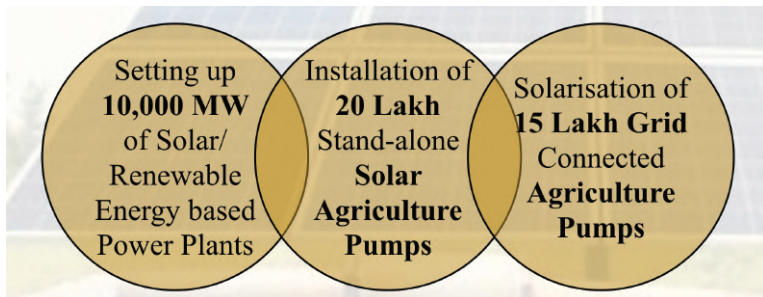 Setting up
10,000 MW
of Solar/
Renewable
Energy based
Power Plants
Installation of
20 Lakh
Stand-alone
Solar
Agriculture
Pumps
Solarisation of
15 Lakh Grid
Connected
Agriculture
Pumps